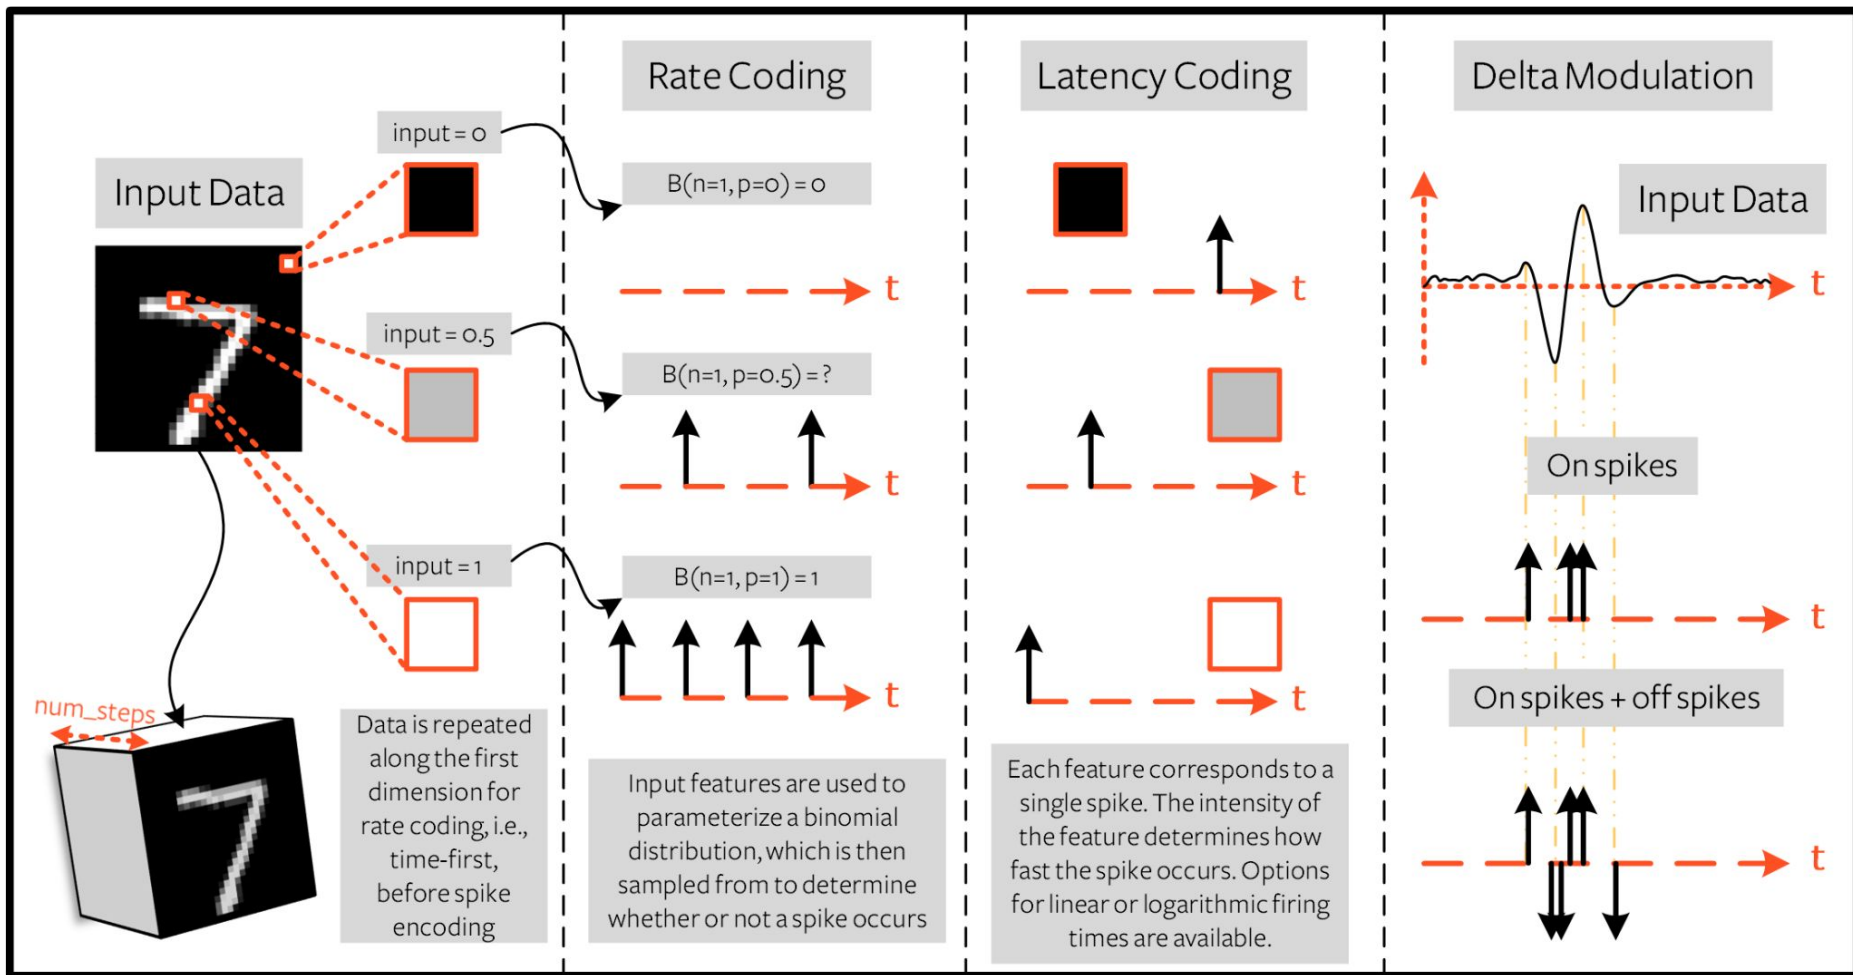 Input Data
input = 0
input = 0.5
input = 1
num_steps
Data is repeated
along the first
dimension for
rate coding, i.e.,
time-first,
before spike
encoding
Rate Coding
B(n=1, p=0) = 0
t
B(n=1, p=0.5) = ?
t
B(n=1, p=1) = 1
t
Input features are used to
parameterize a binomial
distribution, which is then
sampled from to determine
whether or not a spike occurs
Latency Coding
t
t
t
Each feature corresponds to a
single spike. The intensity of
the feature determines how
fast the spike occurs. Options
for linear or logarithmic firing
times are available.
Delta Modulation
Input Data
t
On spikes
t
On spikes + off spikes
t